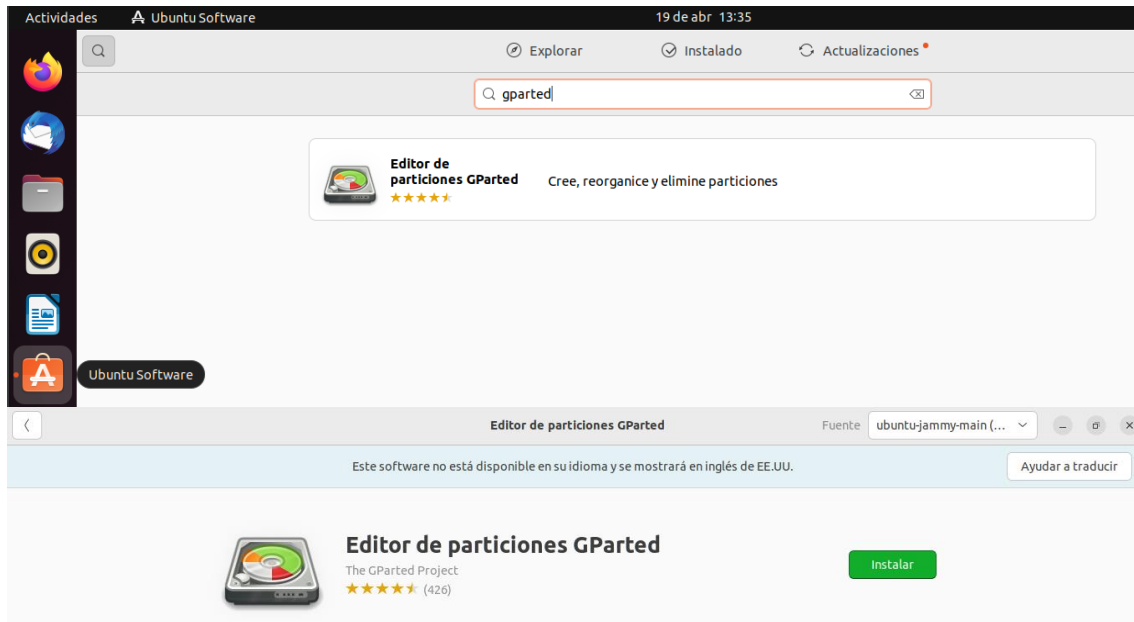 Actividades Ubuntu Software 19 de abr 13:35
Explorar Instalado Actualizaciones
gparted
Editor de
particiones GParted
Cree, reorganice y elimine particiones
Ubuntu Software
Editor de particiones GParted Fuente ubuntu-jammy-main (...
Este software no está disponible en su idioma y se mostrará en inglés de EE.UU. Ayudar a traducir
Editor de particiones GParted
The GParted Project
Instalar
(426)